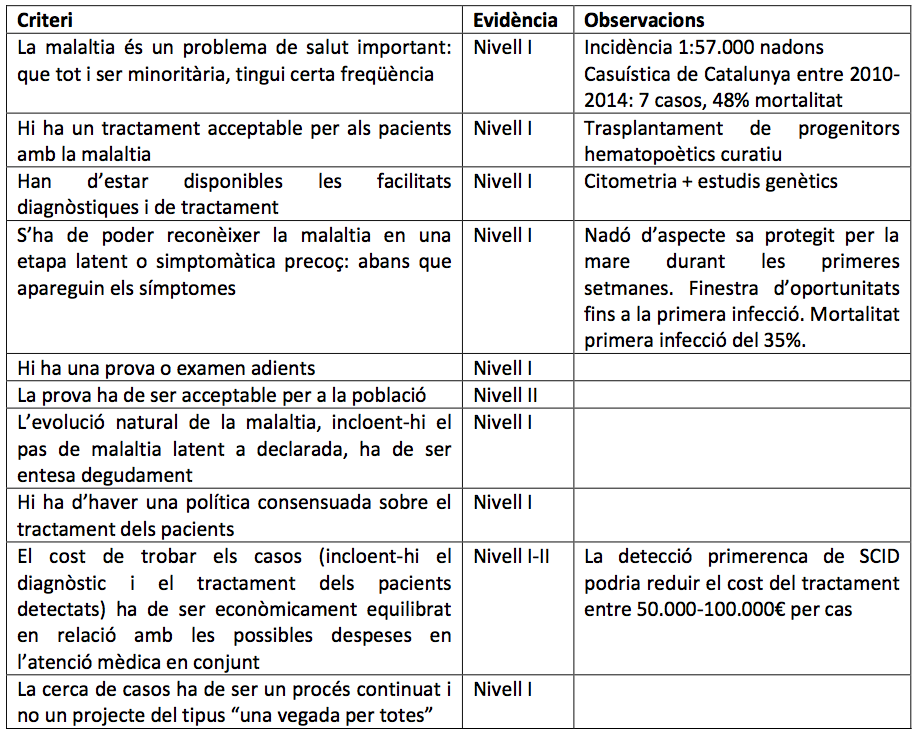 Criteri Evidència Observacions
La malaltia és un problema de salut important: Nivell I Incidència 1:57.000 nadons
que tot i ser minoritària, tingui certa freqüència Casuística de Catalunya entre 2010-
2014: 7 casos, 48% mortalitat
Hi ha un tractament acceptable per als pacients Nivell I Trasplantament de progenitors
amb la malaltia hematopoètics curatiu
Han d’estar disponibles les facilitats Nivell I Citometria + estudis genètics
diagnòstiques i de tractament
S’ha de poder reconèixer la malaltia en una Nivell I Nadó d’aspecte sa protegit per la
etapa latent o simptomàtica precoç: abans que mare durant les primeres
apareguin els símptomes setmanes. Finestra d’oportunitats
fins a la primera infecció. Mortalitat
primera infecció del 35%.
Hi ha una prova o examen adients Nivell I
La prova ha de ser acceptable per a la població Nivell II
L’evolució natural de la malaltia, incloent-hi el Nivell I
pas de malaltia latent a declarada, ha de ser
entesa degudament
Hi ha d’haver una política consensuada sobre el Nivell I
tractament dels pacients
El cost de trobar els casos (incloent-hi el Nivell I-II La detecció primerenca de SCID
diagnòstic i el tractament dels pacients podria reduir el cost del tractament
detectats) ha de ser econòmicament equilibrat entre 50.000-100.000€ per cas
en relació amb les possibles despeses en
l’atenció mèdica en conjunt
La cerca de casos ha de ser un procés continuat i Nivell I
no un projecte del tipus “una vegada per totes”